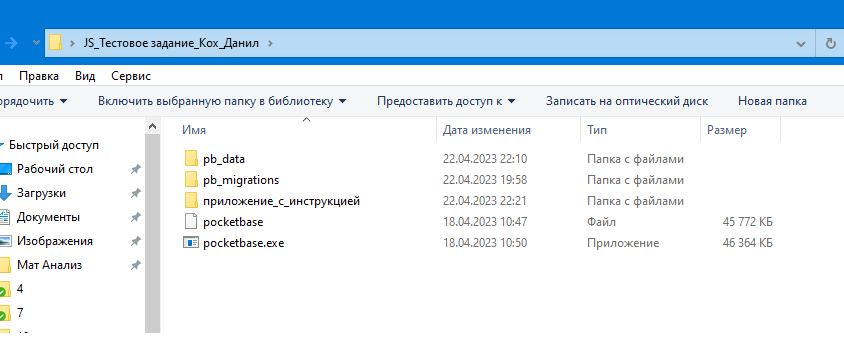 JS_Тестовое задание_Кох_Данил
Правка Вид Сервис
Включить выбранную папку в библиотеку Предоставить доступ к Записать на оптический диск Новая папка
Имя Дата изменения Тип Размер
Быстрый доступ
Рабочий стол
Загрузки
Документы
Изображения
Мат Анализ
4
7
pb_data 22.04.2023 22:10 Папка с файлами
pb_migrations 22.04.2023 19:58 Папка с файлами
приложение_с_инструкцией 22.04.2023 22:21 Папка с файлами
pocketbase 18.04.2023 10:47 Файл 45 772 КБ
pocketbase.exe 18.04.2023 10:50 Приложение 46 364 КБ